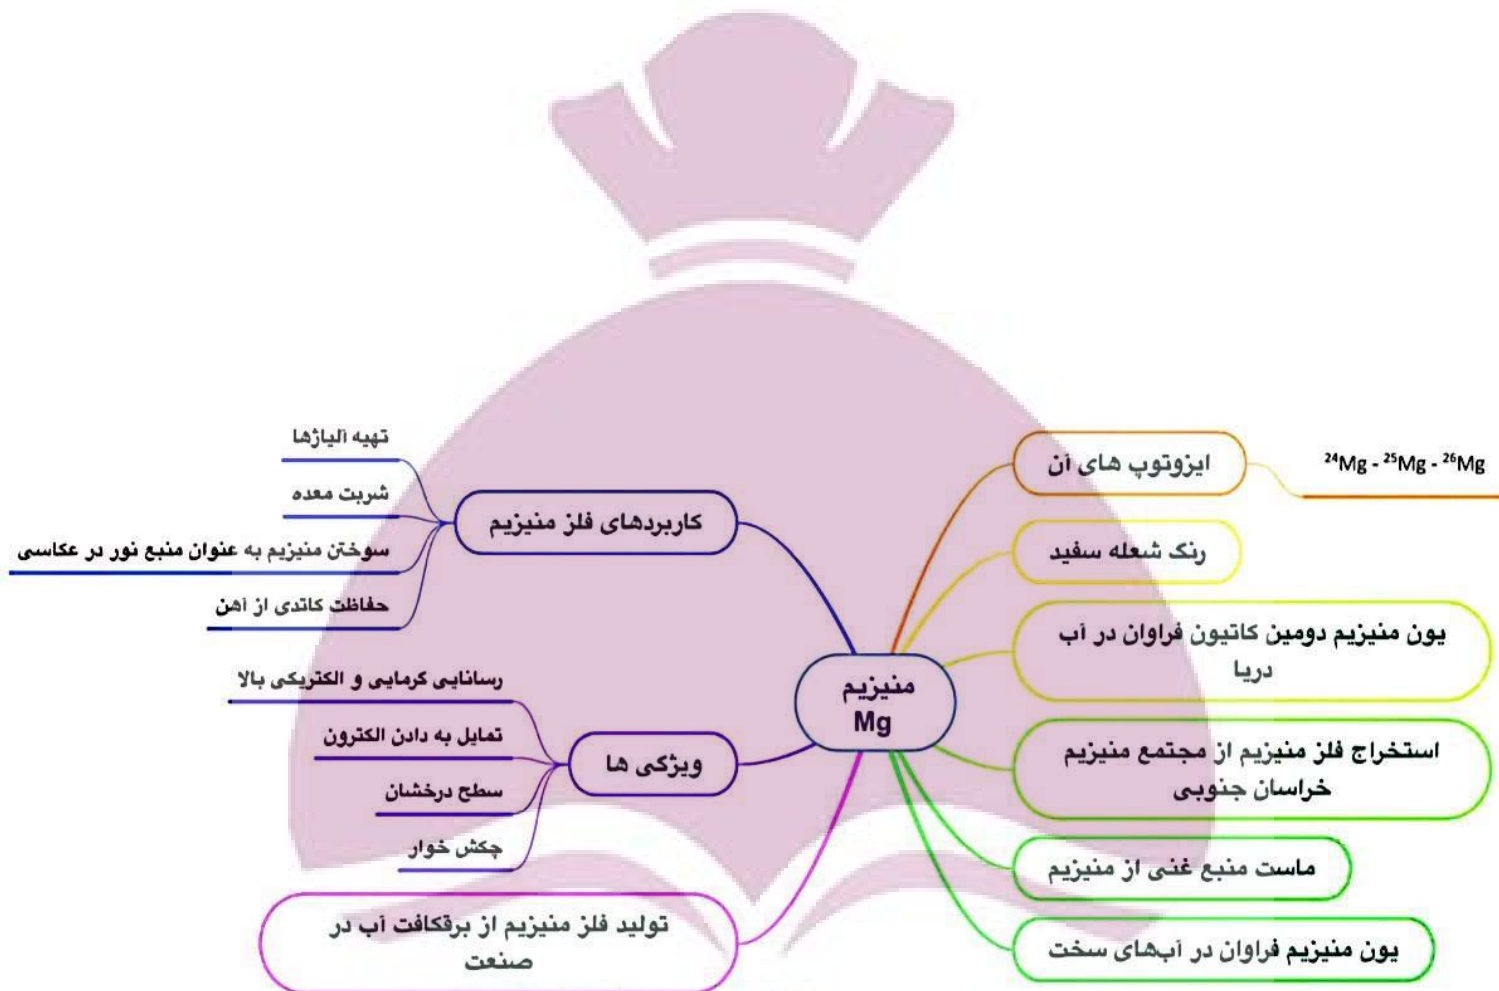 منیزیم
Mg
ایزوتوپ های آن
²⁴Mg - ²⁵Mg - ²⁶Mg
رنگ شعله سفید
یون منیزیم دومین کاتیون فراوان در آب
دریا
استخراج فلز منیزیم از مجتمع منیزیم
خراسان جنوبی
ماست منبع غنی از منیزیم
یون منیزیم فراوان در آب‌های سخت
کاربردهای فلز منیزیم
تهیه آلیاژها
شربت معده
سوختن منیزیم به عنوان منبع نور در عکاسی
حفاظت کاتدی از آهن
ویژگی ها
رسانایی گرمایی و الکتریکی بالا
تمایل به دادن الکترون
سطح درخشان
چکش خوار
تولید فلز منیزیم از برقکافت آب در
صنعت